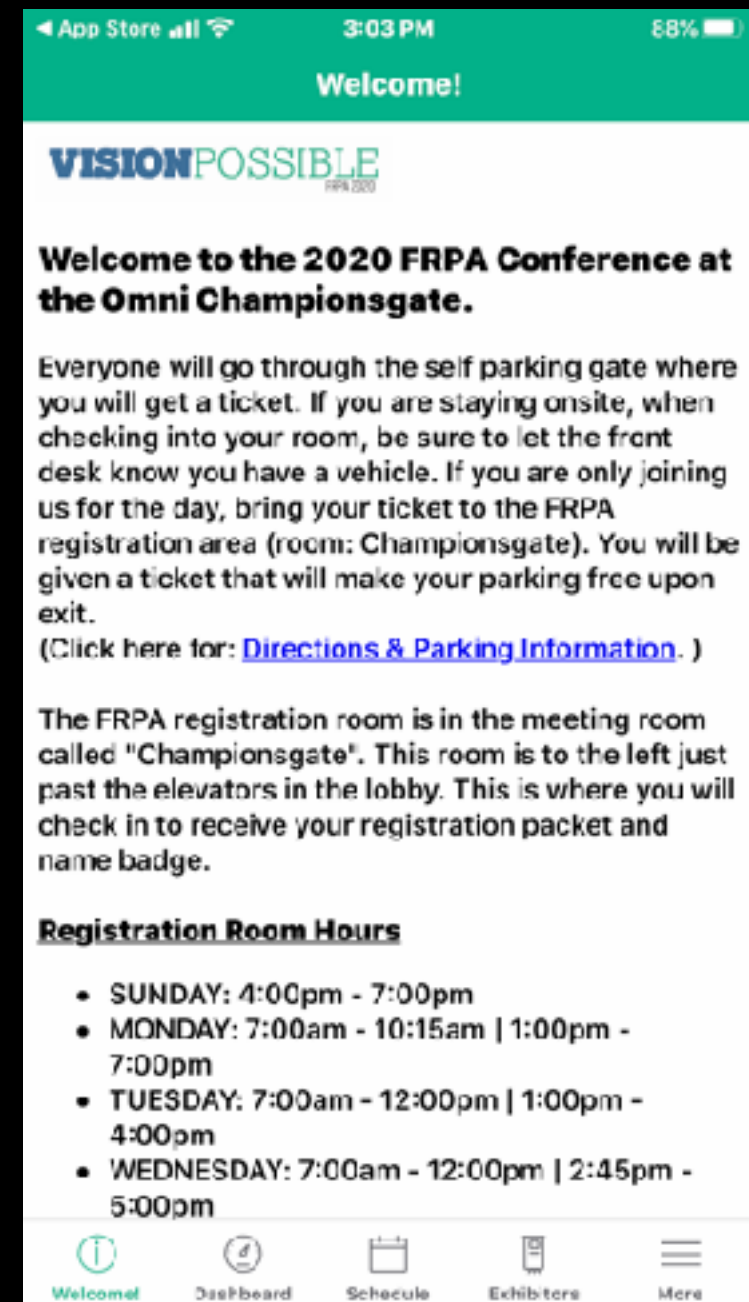 ◀ App Store 3:03 PM 88%
Welcome!
VISIONPOSSIBLE
FRPA 2020
Welcome to the 2020 FRPA Conference at
the Omni Championsgate.
Everyone will go through the self parking gate where
you will get a ticket. If you are staying onsite, when
checking into your room, be sure to let the front
desk know you have a vehicle. If you are only joining
us for the day, bring your ticket to the FRPA
registration area (room: Championsgate). You will be
given a ticket that will make your parking free upon
exit.
(Click here for: Directions & Parking Information. )
The FRPA registration room is in the meeting room
called "Championsgate". This room is to the left just
past the elevators in the lobby. This is where you will
check in to receive your registration packet and
name badge.
Registration Room Hours
• SUNDAY: 4:00pm - 7:00pm
• MONDAY: 7:00am - 10:15am | 1:00pm -
7:00pm
• TUESDAY: 7:00am - 12:00pm | 1:00pm -
4:00pm
• WEDNESDAY: 7:00am - 12:00pm | 2:45pm -
5:00pm
Welcome! Dashboard Schedule Exhibitors More